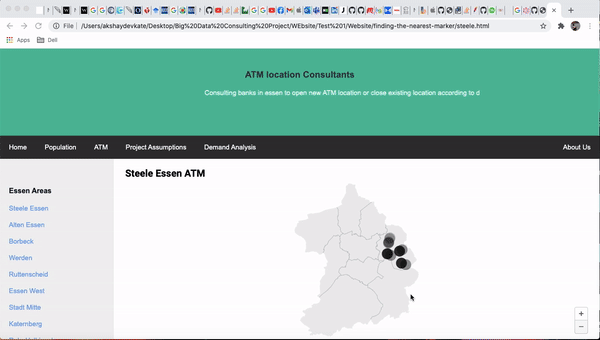 File | /Users/akshaydevkate/Desktop/Big%20Data%20Consulting%20Project/WEbsite/Test%201/Website/finding-the-nearest-marker/steele.html
Apps Dell
ATM location Consultants
Consulting banks in essen to open new ATM location or close existing location according to d
Home Population ATM Project Assumptions Demand Analysis About Us
Steele Essen ATM
Essen Areas
Steele Essen
Alten Essen
Borbeck
Werden
Ruttenscheid
Essen West
Stadt Mitte
Katernberg
+
−